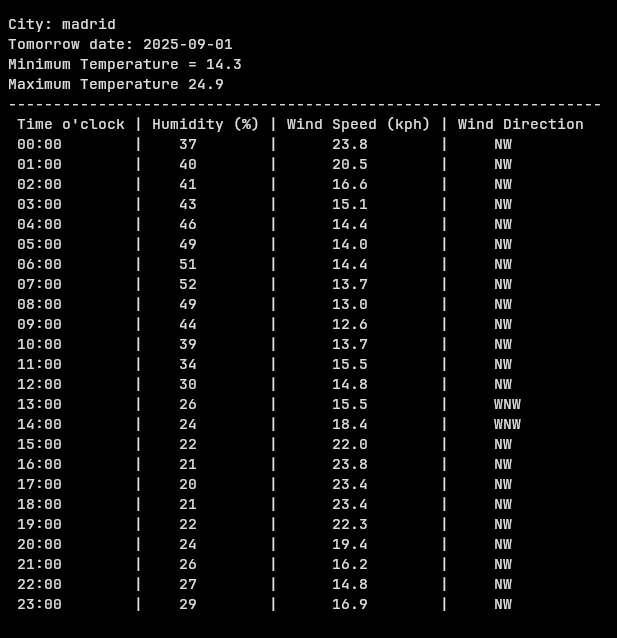 City: madrid
Tomorrow date: 2025-09-01
Minimum Temperature = 14.3
Maximum Temperature 24.9
------------------------------------------------------------------
Time o'clock | Humidity (%) | Wind Speed (kph) | Wind Direction
00:00 | 37 | 23.8 | NW
01:00 | 40 | 20.5 | NW
02:00 | 41 | 16.6 | NW
03:00 | 43 | 15.1 | NW
04:00 | 46 | 14.4 | NW
05:00 | 49 | 14.0 | NW
06:00 | 51 | 14.4 | NW
07:00 | 52 | 13.7 | NW
08:00 | 49 | 13.0 | NW
09:00 | 44 | 12.6 | NW
10:00 | 39 | 13.7 | NW
11:00 | 34 | 15.5 | NW
12:00 | 30 | 14.8 | NW
13:00 | 26 | 15.5 | WNW
14:00 | 24 | 18.4 | WNW
15:00 | 22 | 22.0 | NW
16:00 | 21 | 23.8 | NW
17:00 | 20 | 23.4 | NW
18:00 | 21 | 23.4 | NW
19:00 | 22 | 22.3 | NW
20:00 | 24 | 19.4 | NW
21:00 | 26 | 16.2 | NW
22:00 | 27 | 14.8 | NW
23:00 | 29 | 16.9 | NW